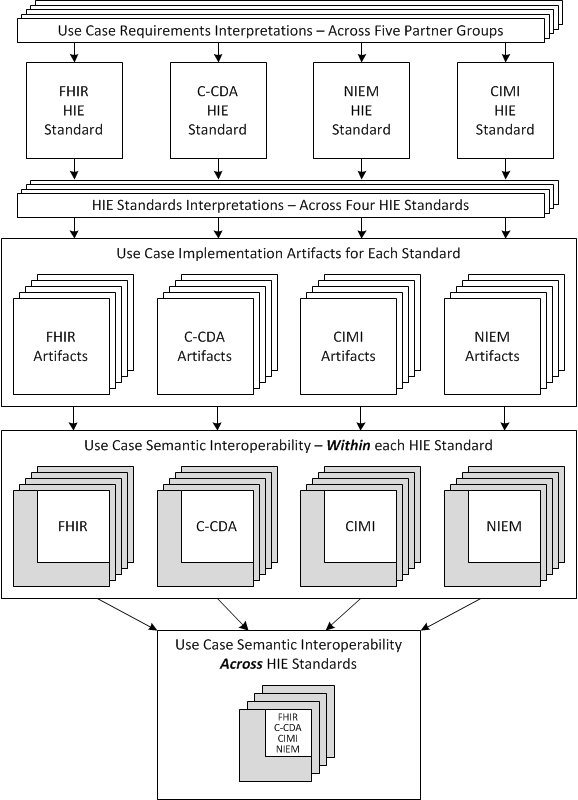 Use Case Requirements Interpretations – Across Five Partner Groups
FHIR
HIE
Standard
C-CDA
HIE
Standard
NIEM
HIE
Standard
CIMI
HIE
Standard
HIE Standards Interpretations – Across Four HIE Standards
Use Case Implementation Artifacts for Each Standard
FHIR
Artifacts
C-CDA
Artifacts
CIMI
Artifacts
NIEM
Artifacts
Use Case Semantic Interoperability – Within each HIE Standard
FHIR
C-CDA
CIMI
NIEM
Use Case Semantic Interoperability
Across HIE Standards
FHIR
C-CDA
CIMI
NIEM